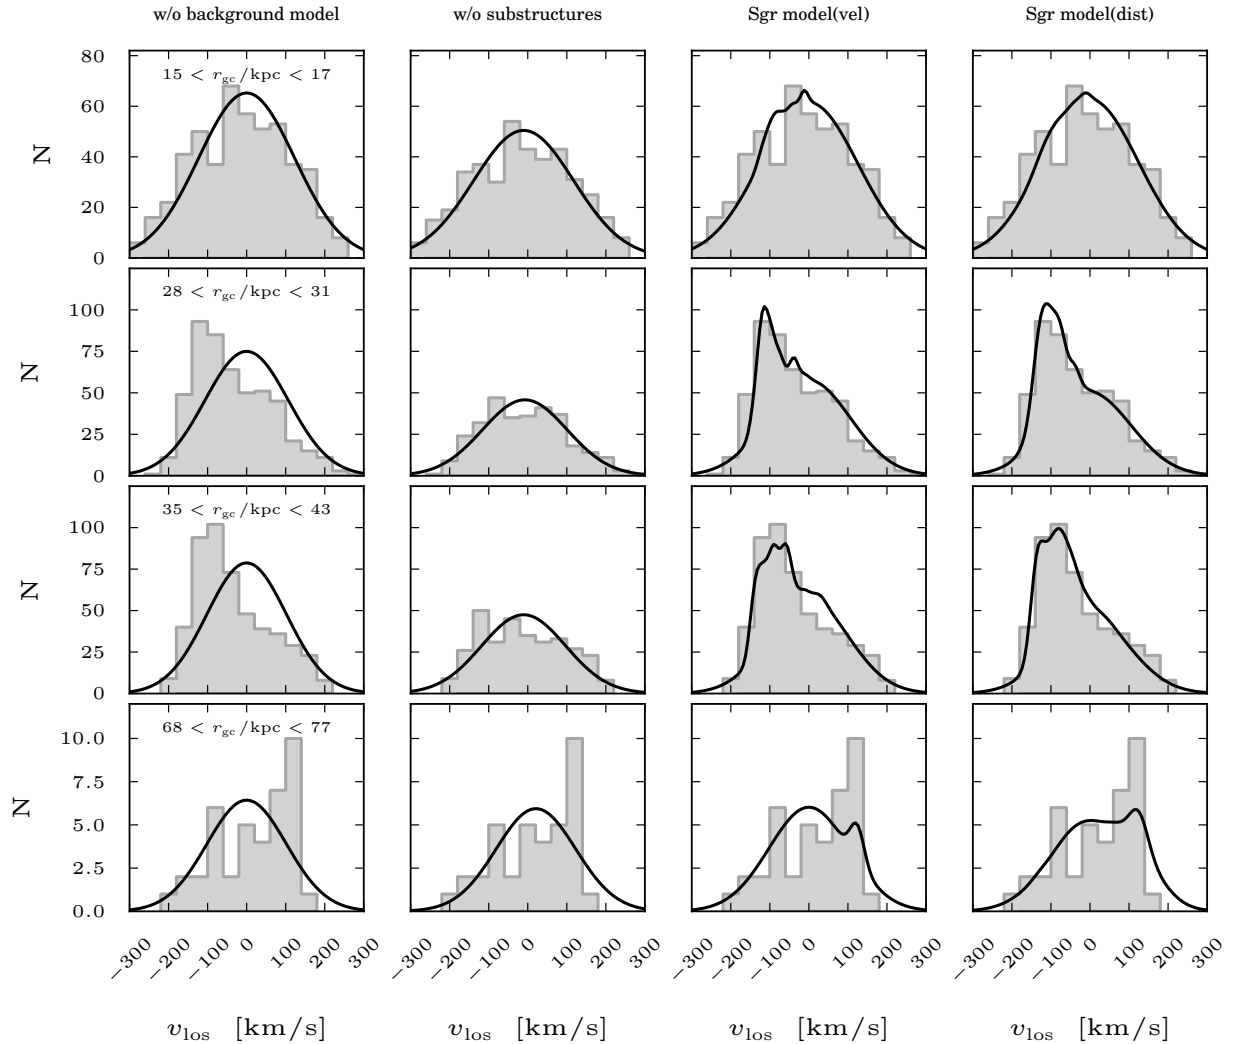 w/o background model w/o substructures Sgr model(vel) Sgr model(dist)
80
60
40
20
0
N
15 < r_gc/kpc < 17
100
75
50
25
0
N
28 < r_gc/kpc < 31
100
75
50
25
0
N
35 < r_gc/kpc < 43
10.0
7.5
5.0
2.5
0.0
N
68 < r_gc/kpc < 77
−300 −200 −100 0 100 200 300 −300 −200 −100 0 100 200 300 −300 −200 −100 0 100 200 300 −300 −200 −100 0 100 200 300
v_los [km/s] v_los [km/s] v_los [km/s] v_los [km/s]